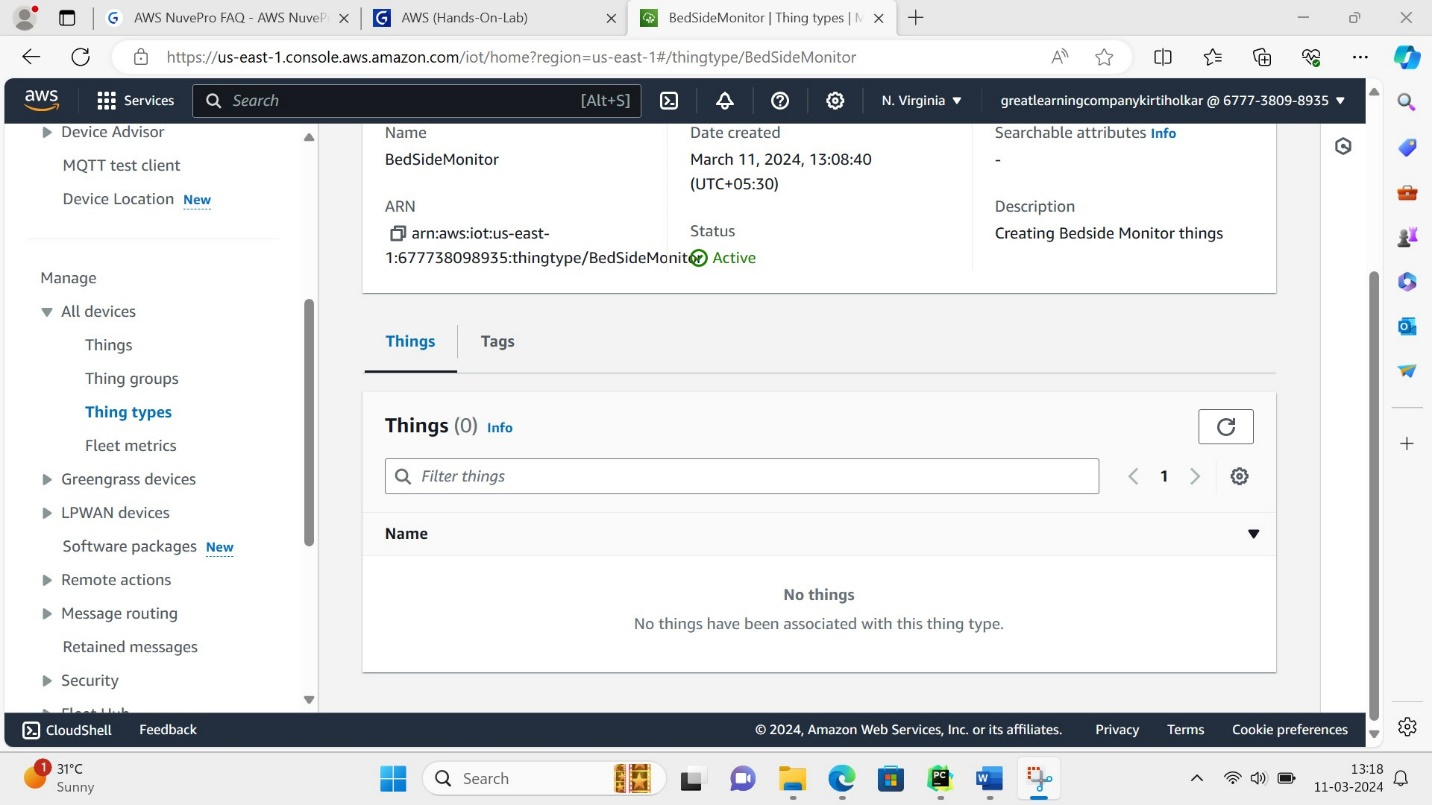 AWS NuvePro FAQ - AWS NuveP
AWS (Hands-On-Lab)
BedSideMonitor | Thing types | M
https://us-east-1.console.aws.amazon.com/iot/home?region=us-east-1#/thingtype/BedSideMonitor
aws
Services
Search
[Alt+S]
N. Virginia
greatlearningcompanykirtiholkar @ 6777-3809-8935
Device Advisor
MQTT test client
Device Location New
Manage
All devices
Things
Thing groups
Thing types
Fleet metrics
Greengrass devices
LPWAN devices
Software packages New
Remote actions
Message routing
Retained messages
Security
Fleet Hub
Name
BedSideMonitor
ARN
arn:aws:iot:us-east-
1:677738098935:thingtype/BedSideMonitor
Date created
March 11, 2024, 13:08:40
(UTC+05:30)
Status
Active
Searchable attributes Info
-
Description
Creating Bedside Monitor things
Things
Tags
Things (0) Info
Filter things
1
Name
No things
No things have been associated with this thing type.
CloudShell
Feedback
© 2024, Amazon Web Services, Inc. or its affiliates.
Privacy
Terms
Cookie preferences
1
31°C
Sunny
Search
PC
W
13:18
11-03-2024